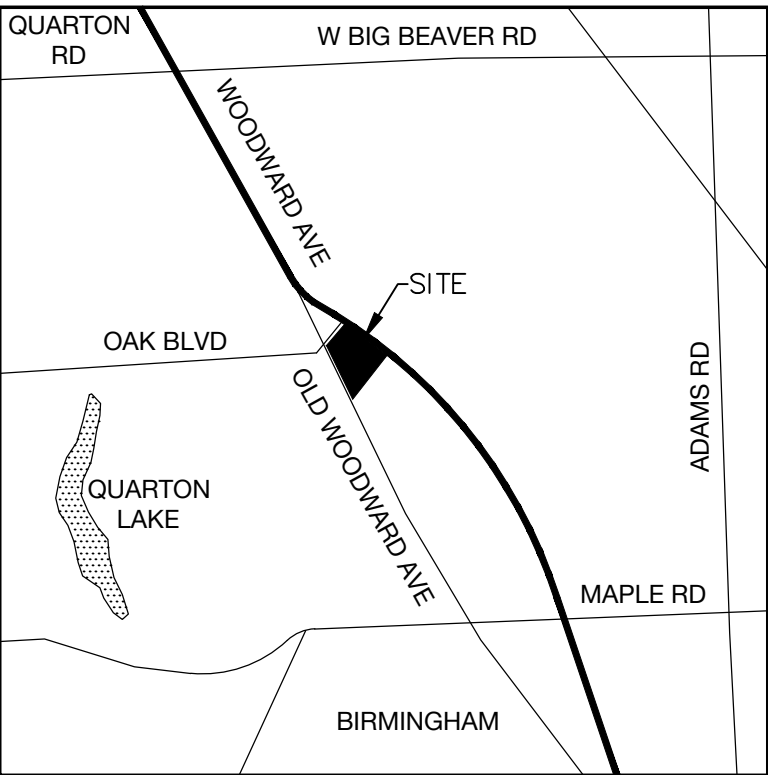 QUARTON
RD
W BIG BEAVER RD
WOODWARD AVE
SITE
OAK BLVD
ADAMS RD
OLD WOODWARD AVE
QUARTON
LAKE
MAPLE RD
BIRMINGHAM